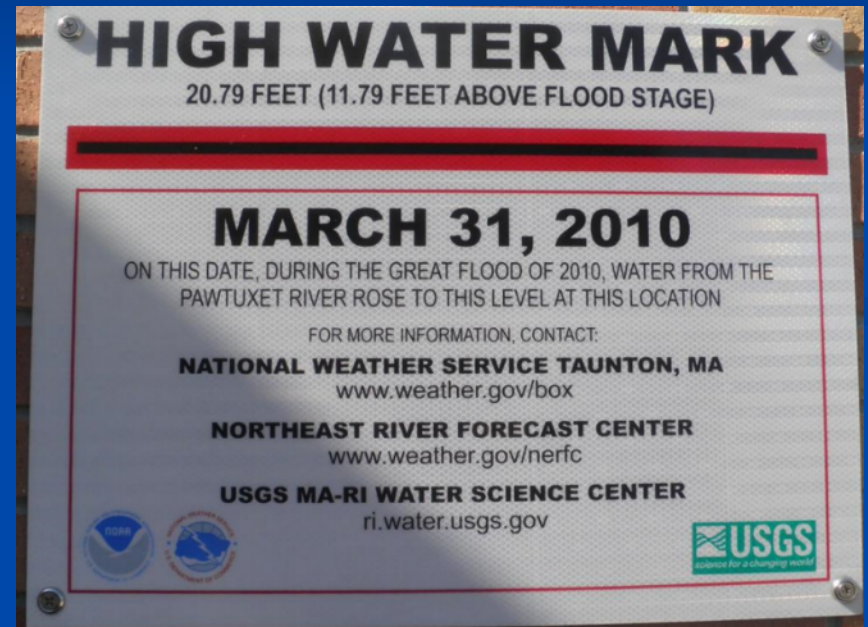 HIGH WATER MARK
20.79 FEET (11.79 FEET ABOVE FLOOD STAGE)
MARCH 31, 2010
ON THIS DATE, DURING THE GREAT FLOOD OF 2010, WATER FROM THE
PAWTUXET RIVER ROSE TO THIS LEVEL AT THIS LOCATION
FOR MORE INFORMATION, CONTACT:
NATIONAL WEATHER SERVICE TAUNTON, MA
www.weather.gov/box
NORTHEAST RIVER FORECAST CENTER
www.weather.gov/nerfc
USGS MA-RI WATER SCIENCE CENTER
ri.water.usgs.gov
NOAA
USGS
science for a changing world